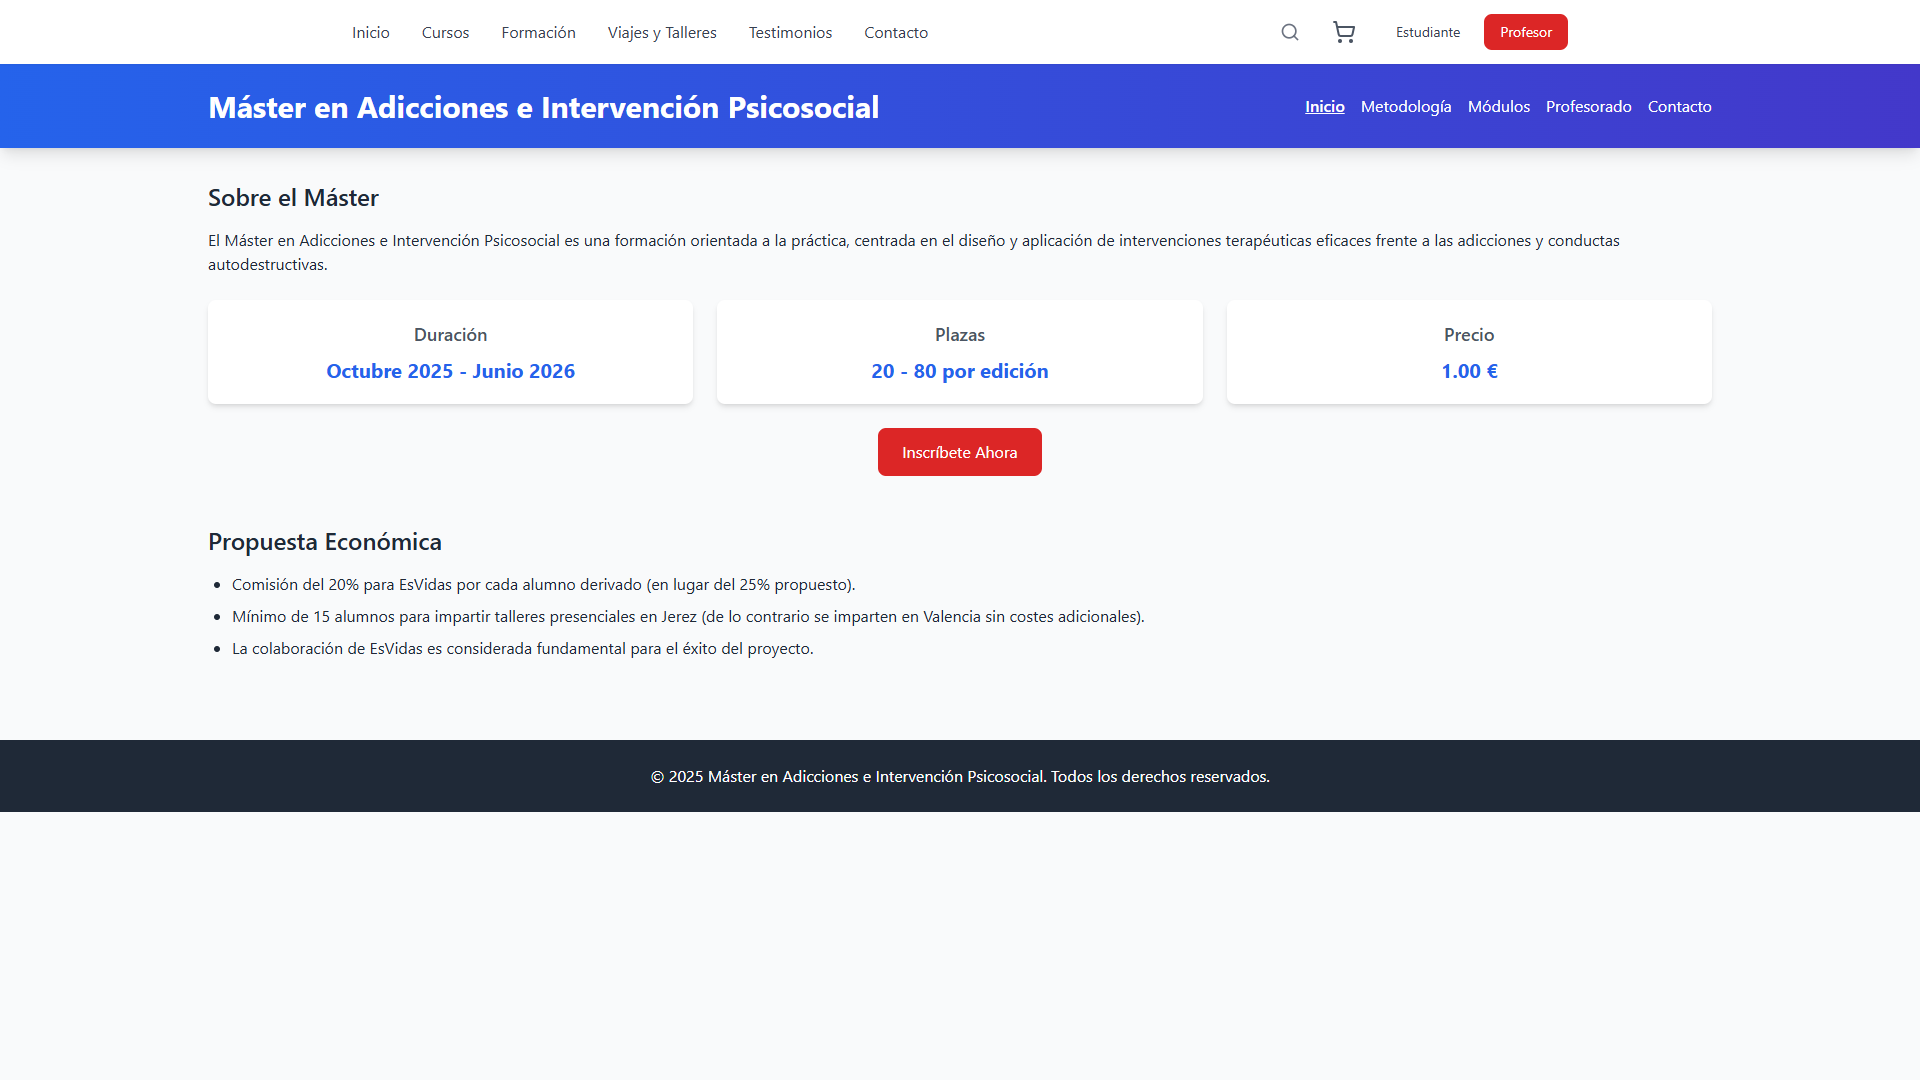 Inicio Cursos Formación Viajes y Talleres Testimonios Contacto Estudiante Profesor
Máster en Adicciones e Intervención Psicosocial Inicio Metodología Módulos Profesorado Contacto
Sobre el Máster
El Máster en Adicciones e Intervención Psicosocial es una formación orientada a la práctica, centrada en el diseño y aplicación de intervenciones terapéuticas eficaces frente a las adicciones y conductas
autodestructivas.
Duración
Octubre 2025 - Junio 2026
Plazas
20 - 80 por edición
Precio
1.00 €
Inscríbete Ahora
Propuesta Económica
• Comisión del 20% para EsVidas por cada alumno derivado (en lugar del 25% propuesto).
• Mínimo de 15 alumnos para impartir talleres presenciales en Jerez (de lo contrario se imparten en Valencia sin costes adicionales).
• La colaboración de EsVidas es considerada fundamental para el éxito del proyecto.
© 2025 Máster en Adicciones e Intervención Psicosocial. Todos los derechos reservados.